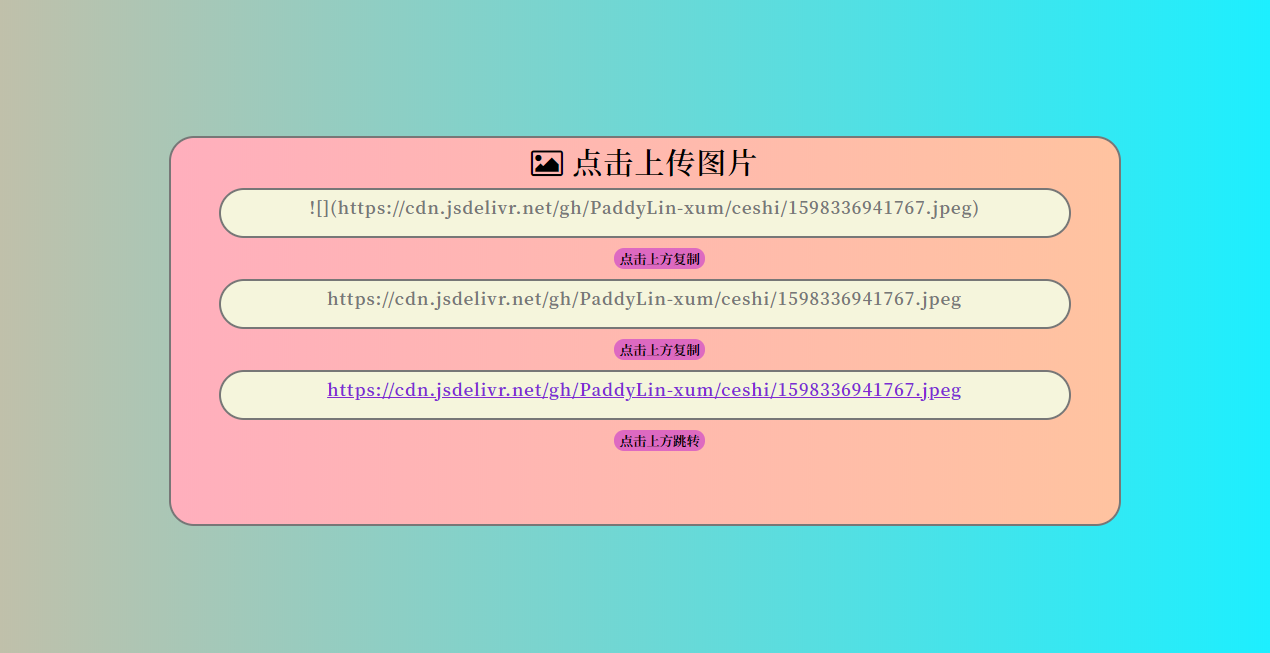 点击上传图片
![](https://cdn.jsdelivr.net/gh/PaddyLin-xum/ceshi/1598336941767.jpeg)
点击上方复制
https://cdn.jsdelivr.net/gh/PaddyLin-xum/ceshi/1598336941767.jpeg
点击上方复制
https://cdn.jsdelivr.net/gh/PaddyLin-xum/ceshi/1598336941767.jpeg
点击上方跳转